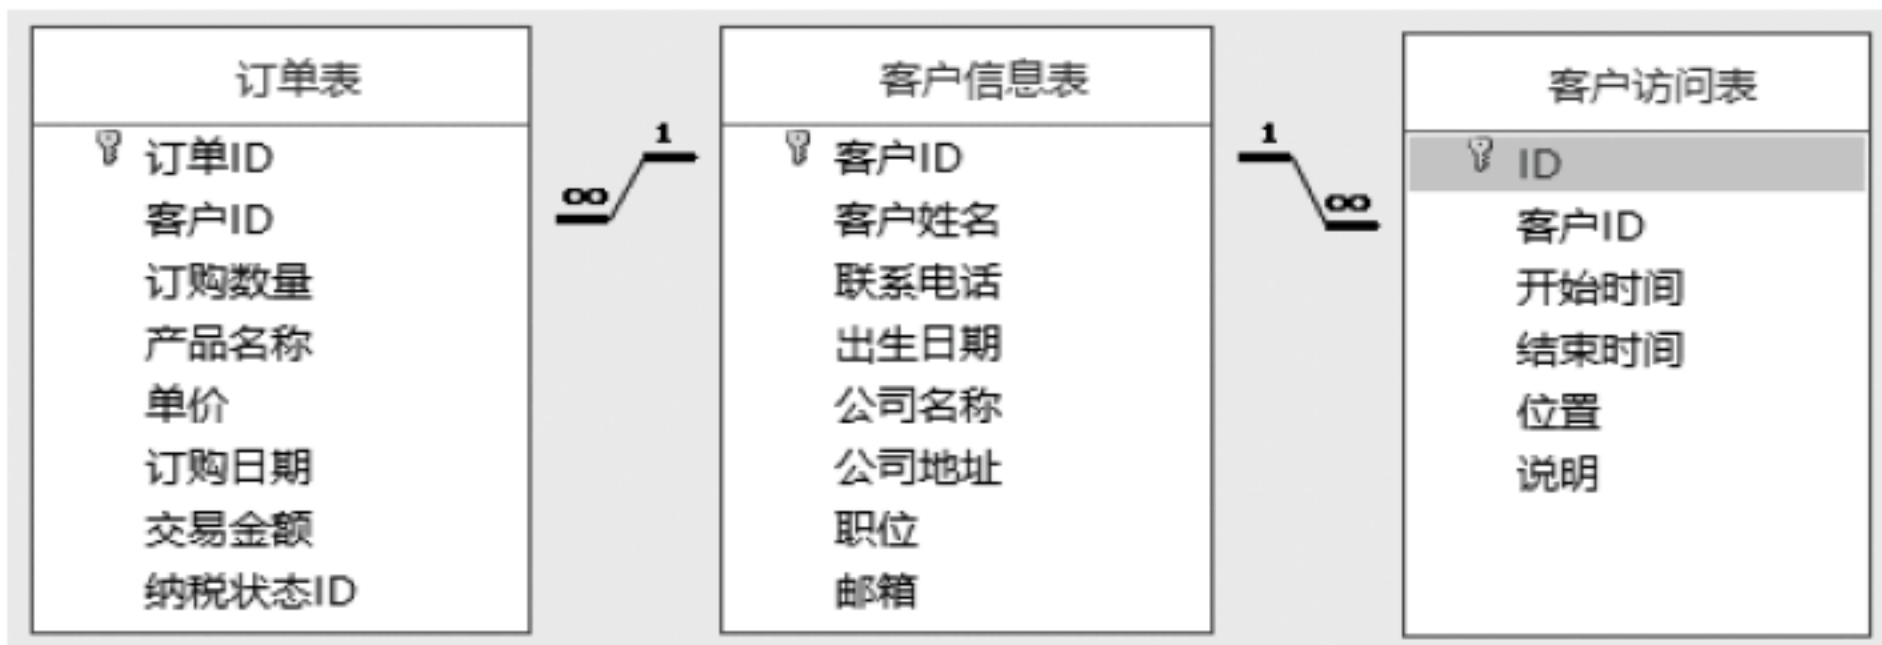 订单表
订单ID
客户ID
订购数量
产品名称
单价
订购日期
交易金额
纳税状态ID
1
∞
客户信息表
客户ID
客户姓名
联系电话
出生日期
公司名称
公司地址
职位
邮箱
1
∞
客户访问表
ID
客户ID
开始时间
结束时间
位置
说明